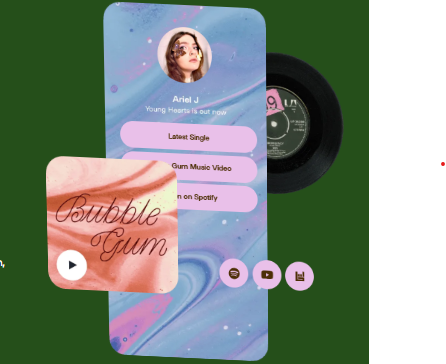 Ariel J
Young Hearts is out now
Latest Single
Gum Music Video
on Spotify
Bubble
Gum